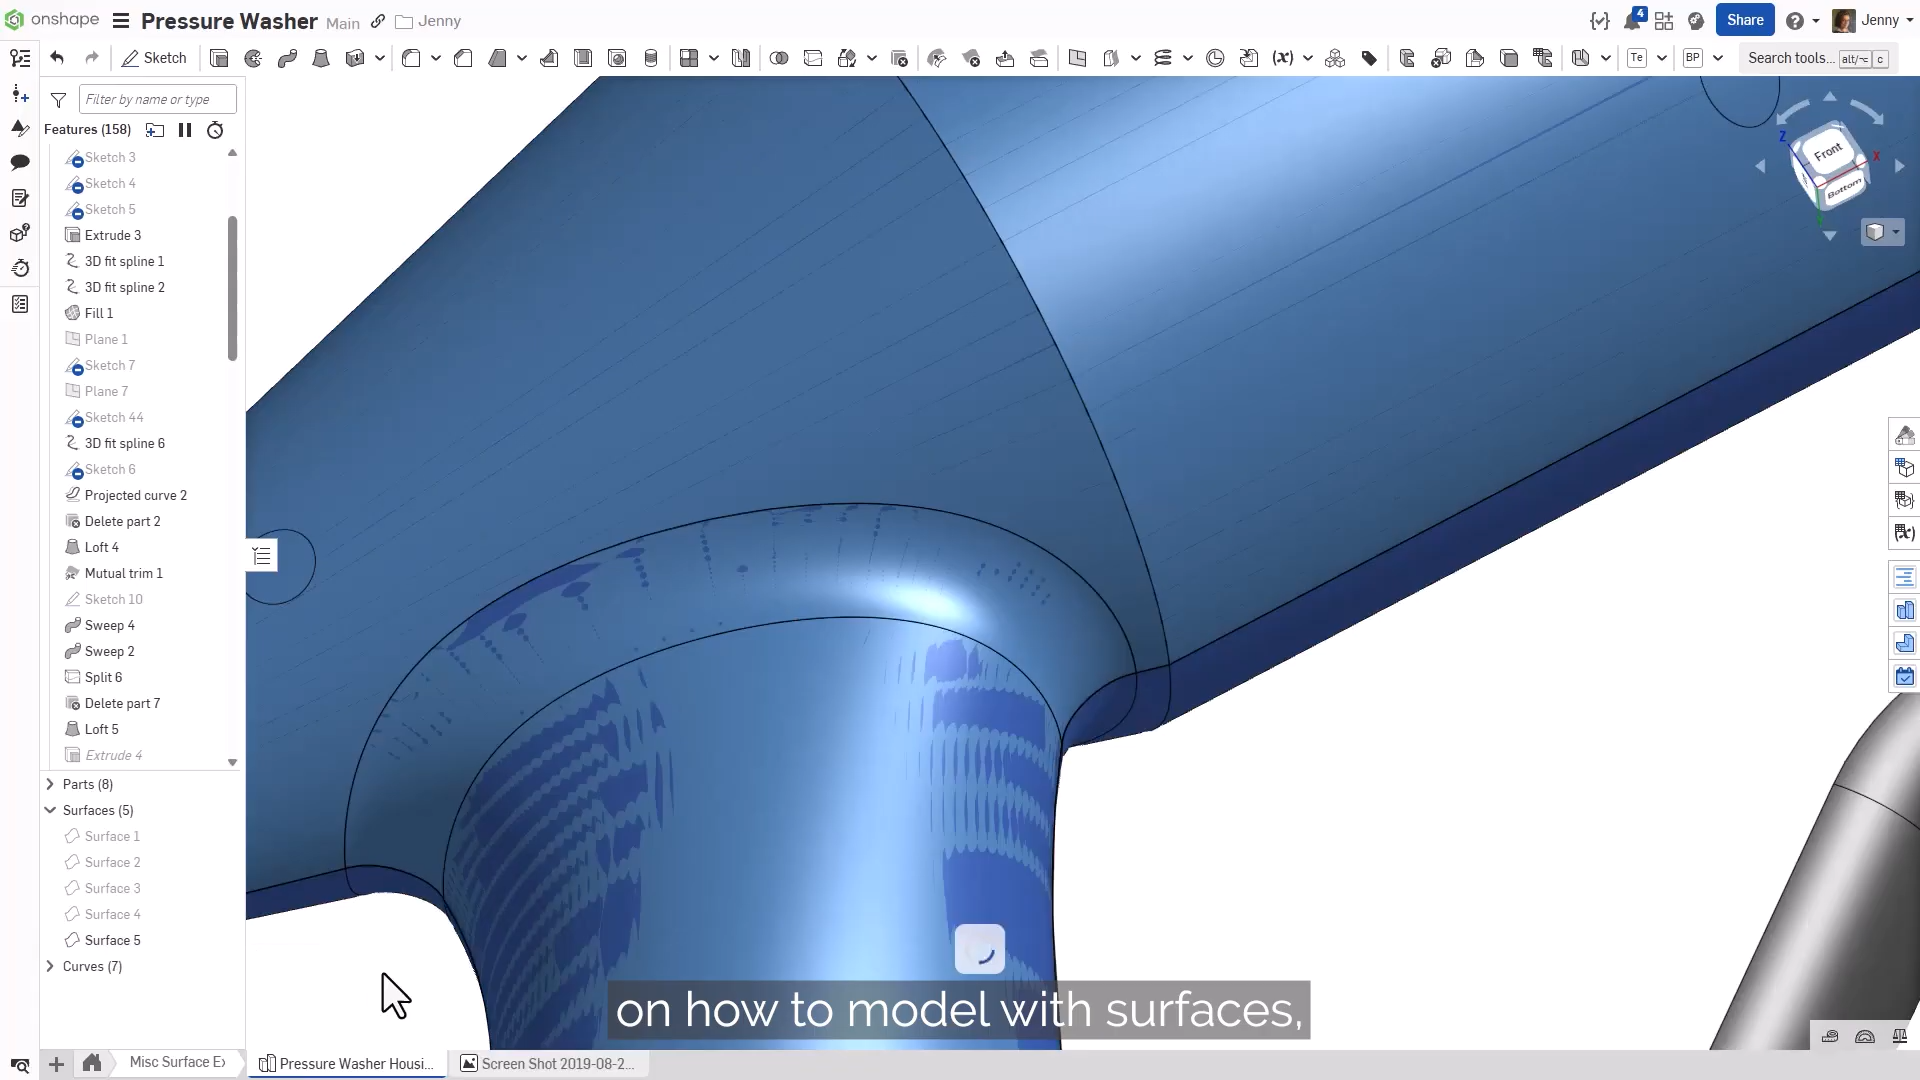 onshape Pressure Washer Main Jenny
4 Share Jenny
Sketch Te BP Search tools... alt/⌥ c
Filter by name or type
Features (158)
Sketch 3
Sketch 4
Sketch 5
Extrude 3
3D fit spline 1
3D fit spline 2
Fill 1
Plane 1
Sketch 7
Plane 7
Sketch 44
3D fit spline 6
Sketch 6
Projected curve 2
Delete part 2
Loft 4
Mutual trim 1
Sketch 10
Sweep 4
Sweep 2
Split 6
Delete part 7
Loft 5
Extrude 4
Parts (8)
Surfaces (5)
Surface 1
Surface 2
Surface 3
Surface 4
Surface 5
Curves (7)
Z
X
Front
Bottom
on how to model with surfaces,
Misc Surface Ex
Pressure Washer Housi...
Screen Shot 2019-08-2...